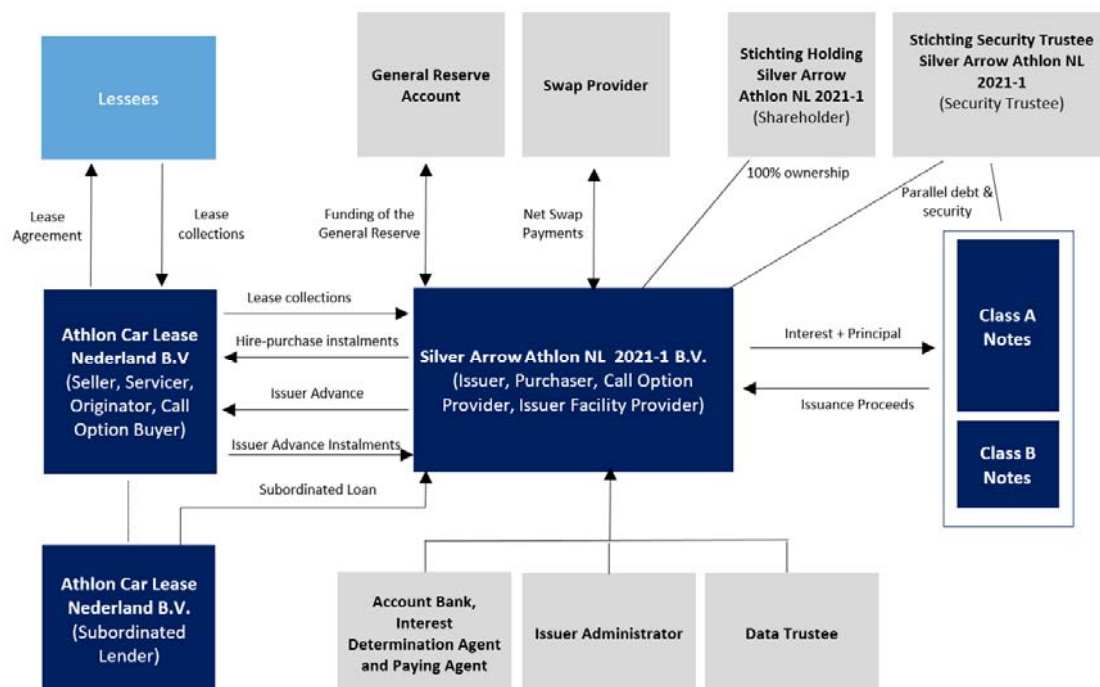 Lessees
General Reserve
Account
Swap Provider
Stichting Holding
Silver Arrow
Athlon NL 2021-1
(Shareholder)
Stichting Security Trustee
Silver Arrow Athlon NL
2021-1
(Security Trustee)
Lease
Agreement
Lease
collections
Funding of the
General Reserve
Net Swap
Payments
100% ownership
Parallel debt &
security
Athlon Car Lease
Nederland B.V
(Seller, Servicer,
Originator, Call
Option Buyer)
Lease collections
Hire-purchase instalments
Issuer Advance
Issuer Advance Instalments
Subordinated Loan
Silver Arrow Athlon NL 2021-1 B.V.
(Issuer, Purchaser, Call Option
Provider, Issuer Facility Provider)
Interest + Principal
Issuance Proceeds
Class A
Notes
Class B
Notes
Athlon Car Lease
Nederland B.V.
(Subordinated
Lender)
Account Bank,
Interest
Determination Agent
and Paying Agent
Issuer Administrator
Data Trustee